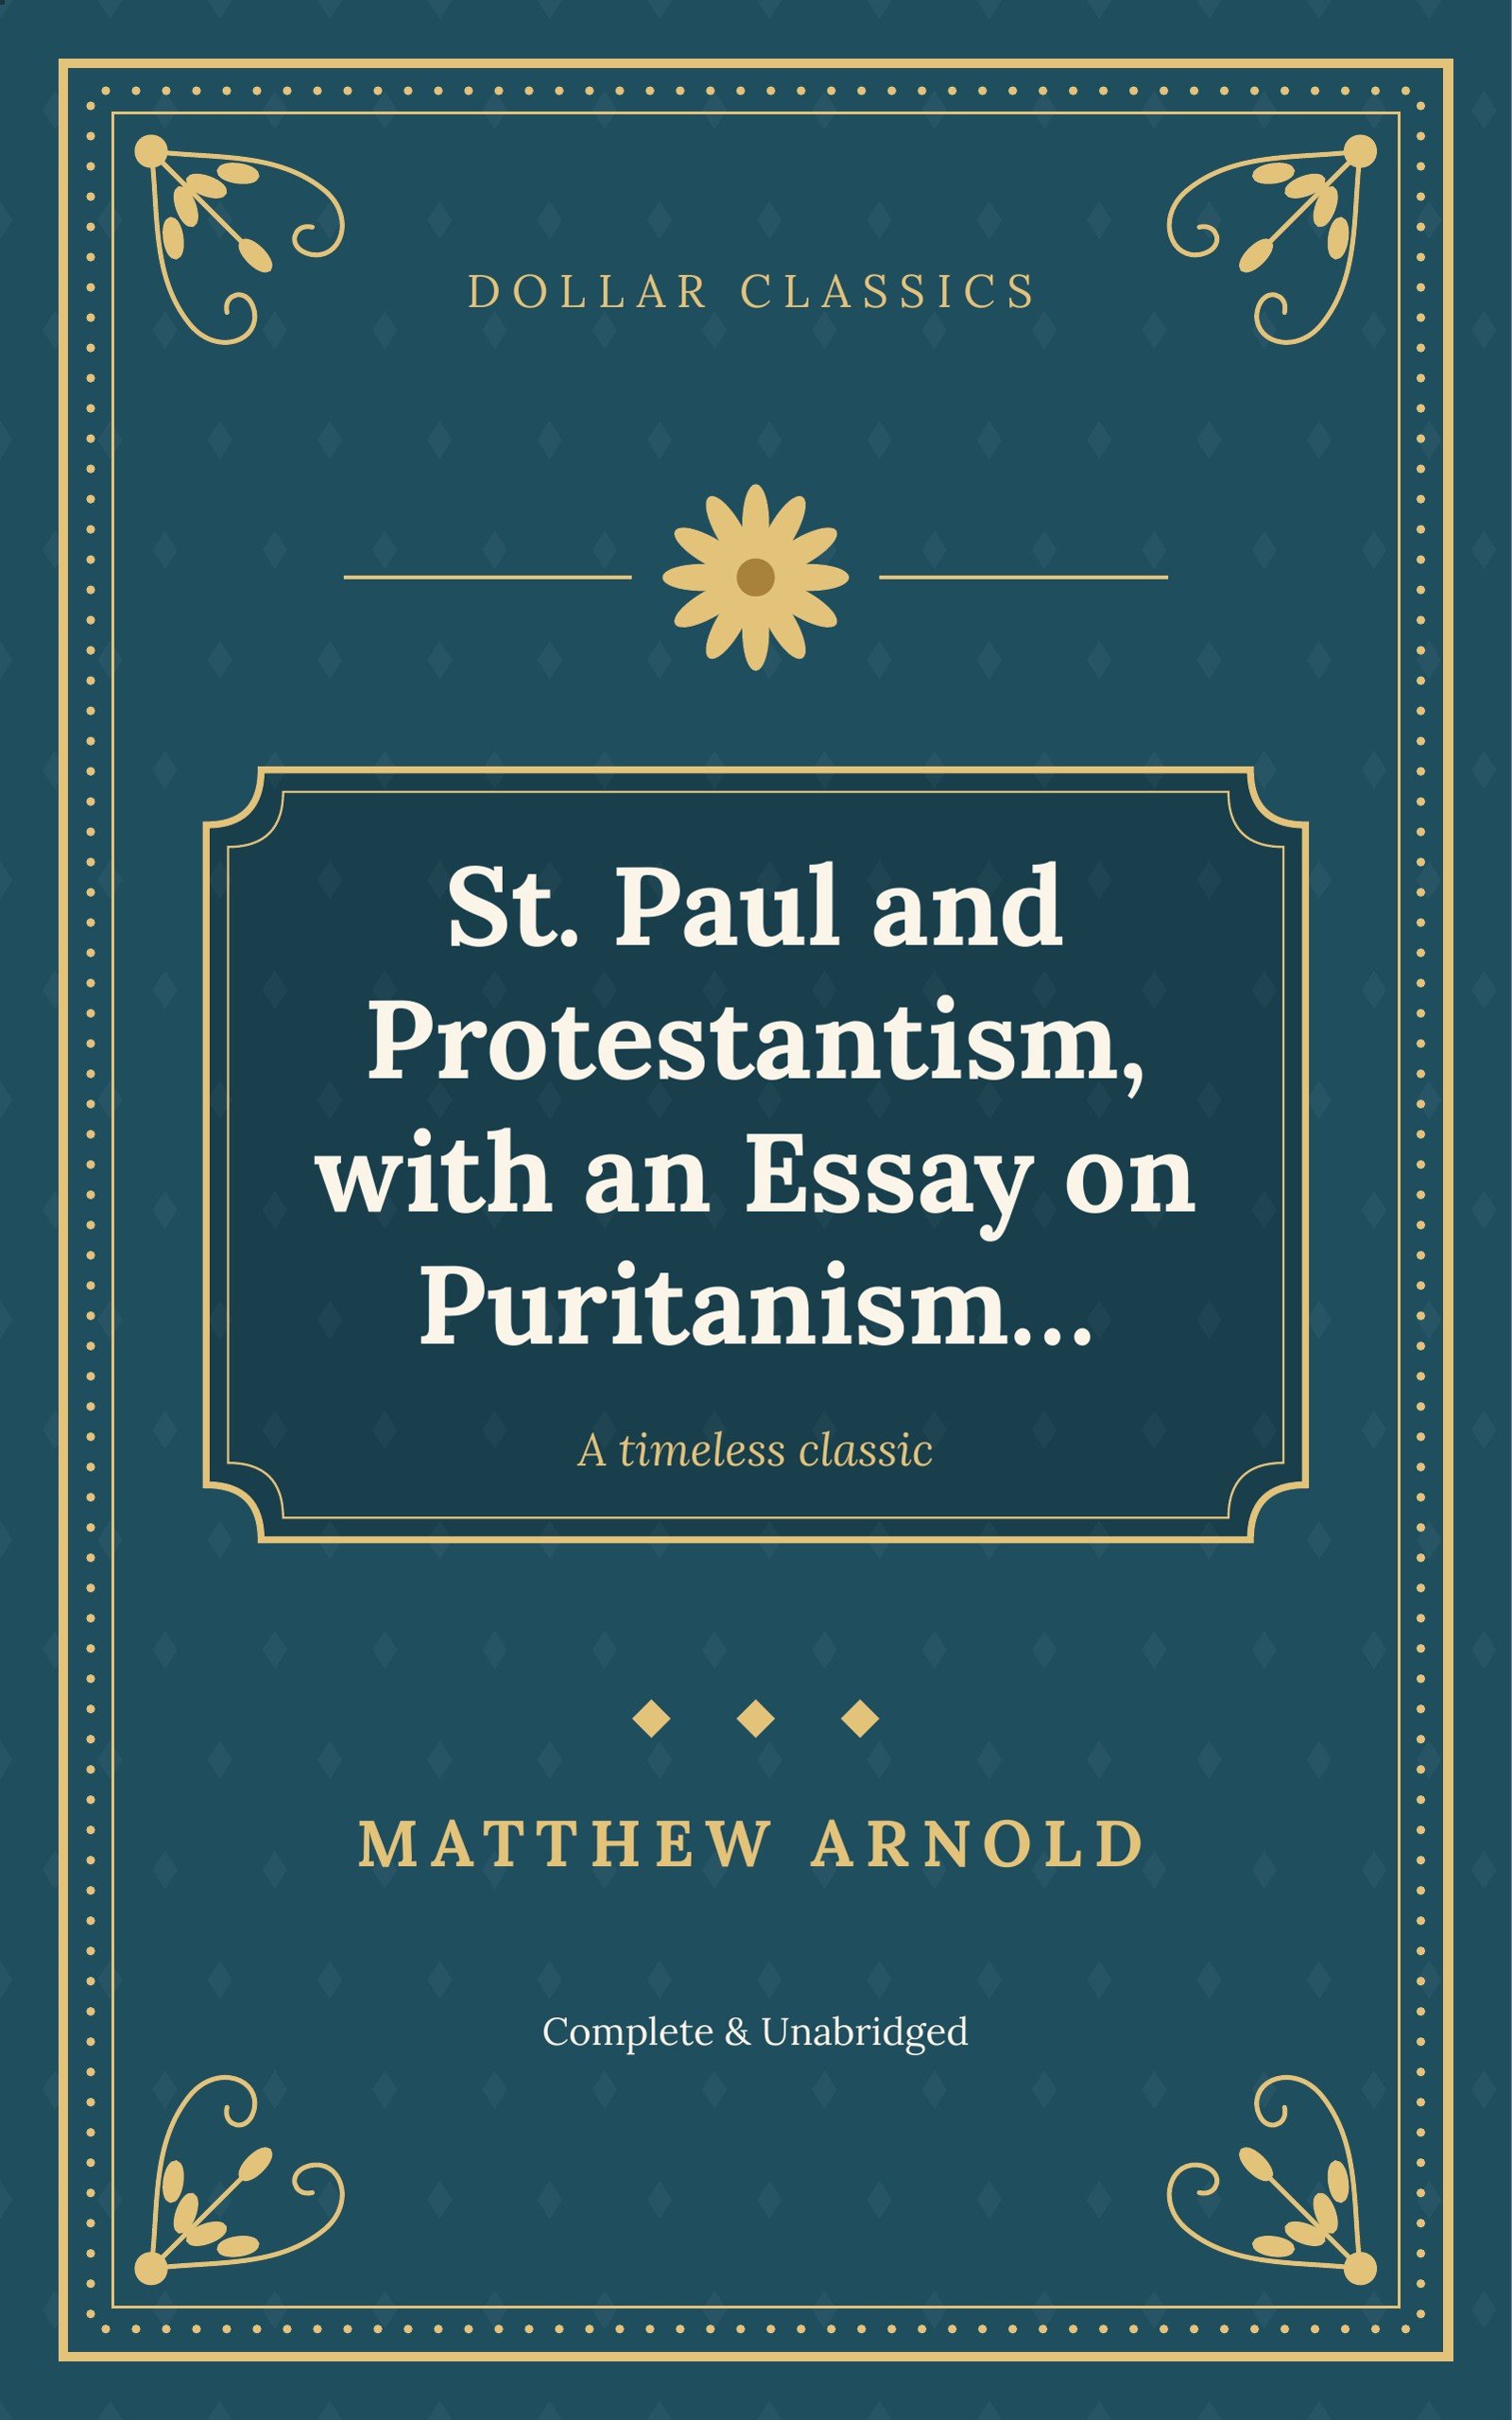 DOLLAR CLASSICS
St. Paul and
Protestantism,
with an Essay on
Puritanism...
A timeless classic
MATTHEW ARNOLD
Complete & Unabridged